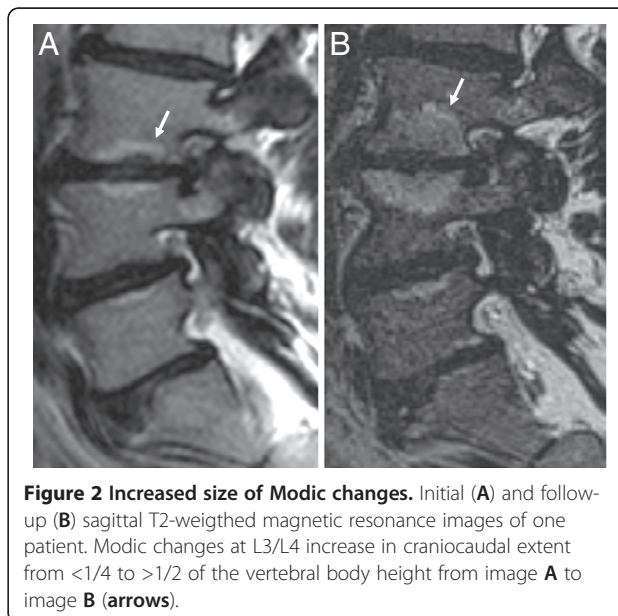 A
B
Figure 2 Increased size of Modic changes. Initial (A) and follow-
up (B) sagittal T2-weigthed magnetic resonance images of one
patient. Modic changes at L3/L4 increase in craniocaudal extent
from <1/4 to >1/2 of the vertebral body height from image A to
image B (arrows).